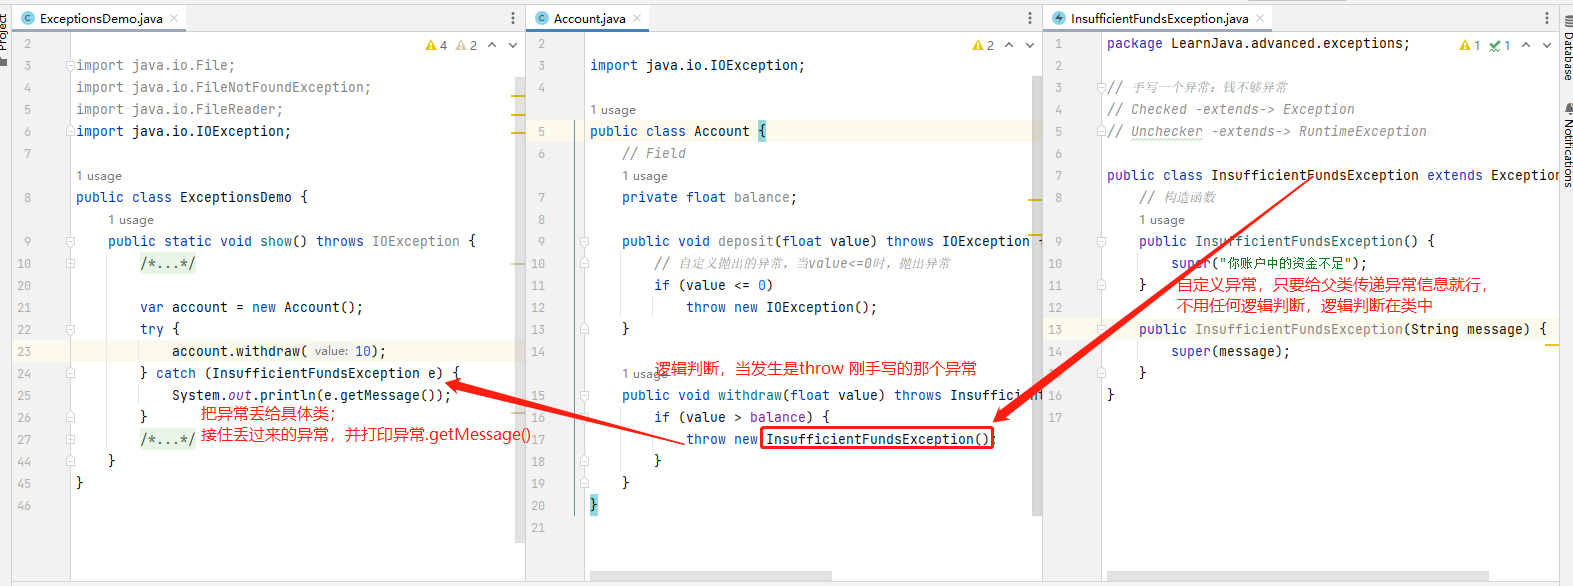 Project
ExceptionsDemo.java
4 2
2
3 import java.io.File;
4 import java.io.FileNotFoundException;
5 import java.io.FileReader;
6 import java.io.IOException;
7
1 usage
8 public class ExceptionsDemo {
1 usage
9 public static void show() throws IOException {
10 /*...*/
20
21 var account = new Account();
22 try {
23 account.withdraw( value: 10);
24 } catch (InsufficientFundsException e) {
25 System.out.println(e.getMessage());
26 }
27 /*...*/
44 }
45 }
46
把异常丢给具体类;
接住丢过来的异常，并打印异常.getMessage()
Account.java
2
2
3 import java.io.IOException;
4
1 usage
5 public class Account {
6 // Field
1 usage
7 private float balance;
8
9 public void deposit(float value) throws IOException {
10 // 自定义抛出的异常，当value<=0时，抛出异常
11 if (value <= 0)
12 throw new IOException();
13 }
14
逻辑判断，当发生是throw 刚手写的那个异常
1 usage
15 public void withdraw(float value) throws Insufficient
16 if (value > balance) {
17 throw new InsufficientFundsException();
18 }
19 }
20 }
21
InsufficientFundsException.java
1 1
1 package LearnJava.advanced.exceptions;
2
3 // 手写一个异常：钱不够异常
4 // Checked -extends-> Exception
5 // Unchecker -extends-> RuntimeException
6
7 public class InsufficientFundsException extends Exception
8 // 构造函数
1 usage
9 public InsufficientFundsException() {
10 super("你账户中的资金不足");
11 }
12
自定义异常，只要给父类传递异常信息就行，
不用任何逻辑判断，逻辑判断在类中
13 public InsufficientFundsException(String message) {
14 super(message);
15 }
16 }
17
Database
Notifications